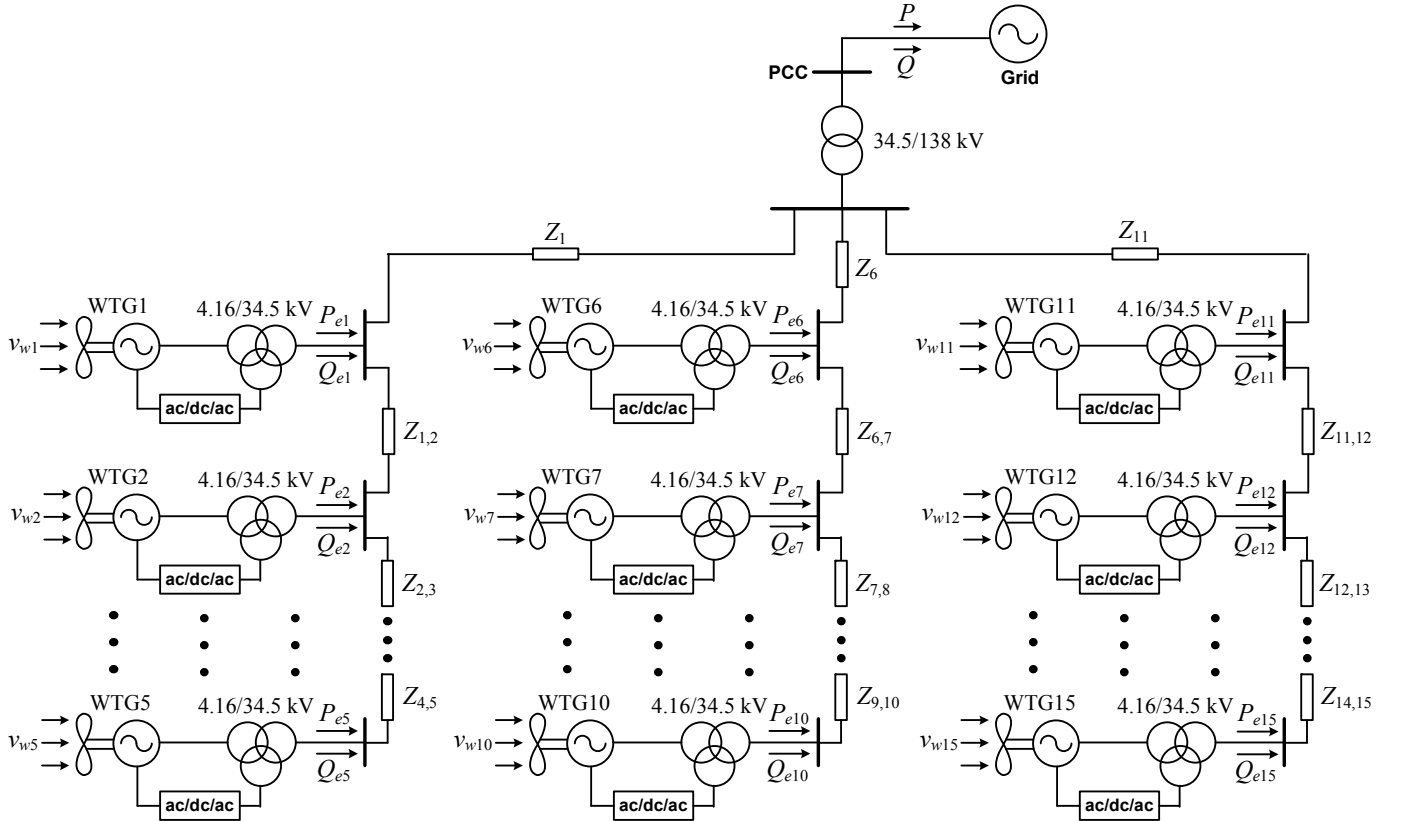 P
Q
PCC
Grid
34.5/138 kV
Z1
Z6
Z11
WTG1 4.16/34.5 kV Pe1
vw1
Qe1
ac/dc/ac
Z1,2
WTG6 4.16/34.5 kV Pe6
vw6
Qe6
ac/dc/ac
Z6,7
WTG11 4.16/34.5 kV Pe11
vw11
Qe11
ac/dc/ac
Z11,12
WTG2 4.16/34.5 kV Pe2
vw2
Qe2
ac/dc/ac
Z2,3
WTG7 4.16/34.5 kV Pe7
vw7
Qe7
ac/dc/ac
Z7,8
WTG12 4.16/34.5 kV Pe12
vw12
Qe12
ac/dc/ac
Z12,13
Z4,5
WTG5 4.16/34.5 kV Pe5
vw5
Qe5
ac/dc/ac
Z9,10
WTG10 4.16/34.5 kV Pe10
vw10
Qe10
ac/dc/ac
Z14,15
WTG15 4.16/34.5 kV Pe15
vw15
Qe15
ac/dc/ac